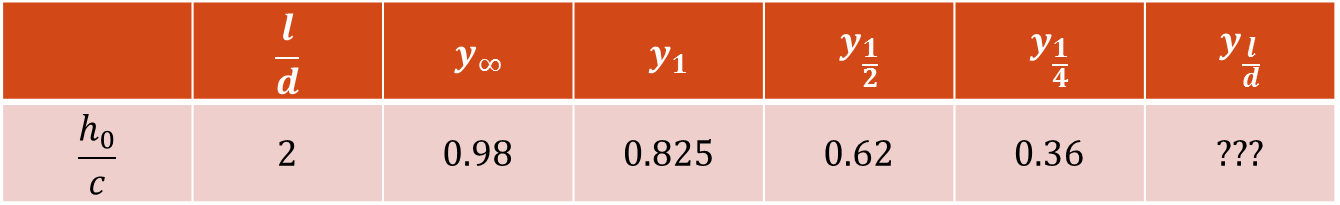 l/d y∞ y1 y1/2 y1/4 yl/d
h0/c 2 0.98 0.825 0.62 0.36 ???